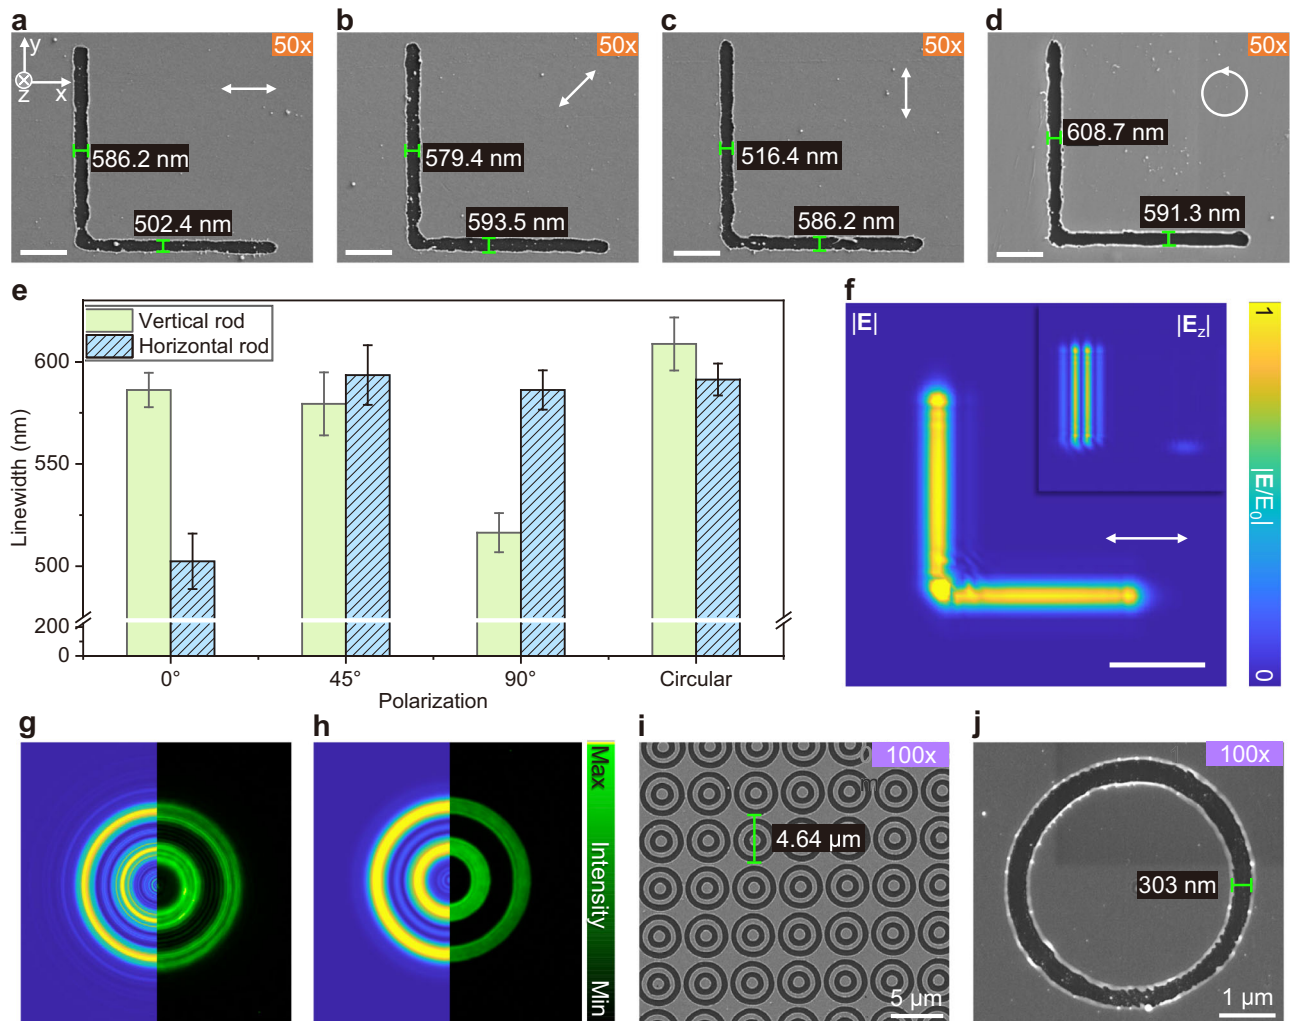 a
50x
y
z
x
586.2 nm
502.4 nm
b
50x
579.4 nm
593.5 nm
c
50x
516.4 nm
586.2 nm
d
50x
608.7 nm
591.3 nm
e
Vertical rod
Horizontal rod
Linewidth (nm)
600
550
500
200
0
0°
45°
90°
Circular
Polarization
f
|E|
|Ez|
1
|E/E0|
0
g
h
Max
Intensity
Min
i
100x
m
4.64 µm
5 µm
j
100x
303 nm
1 µm